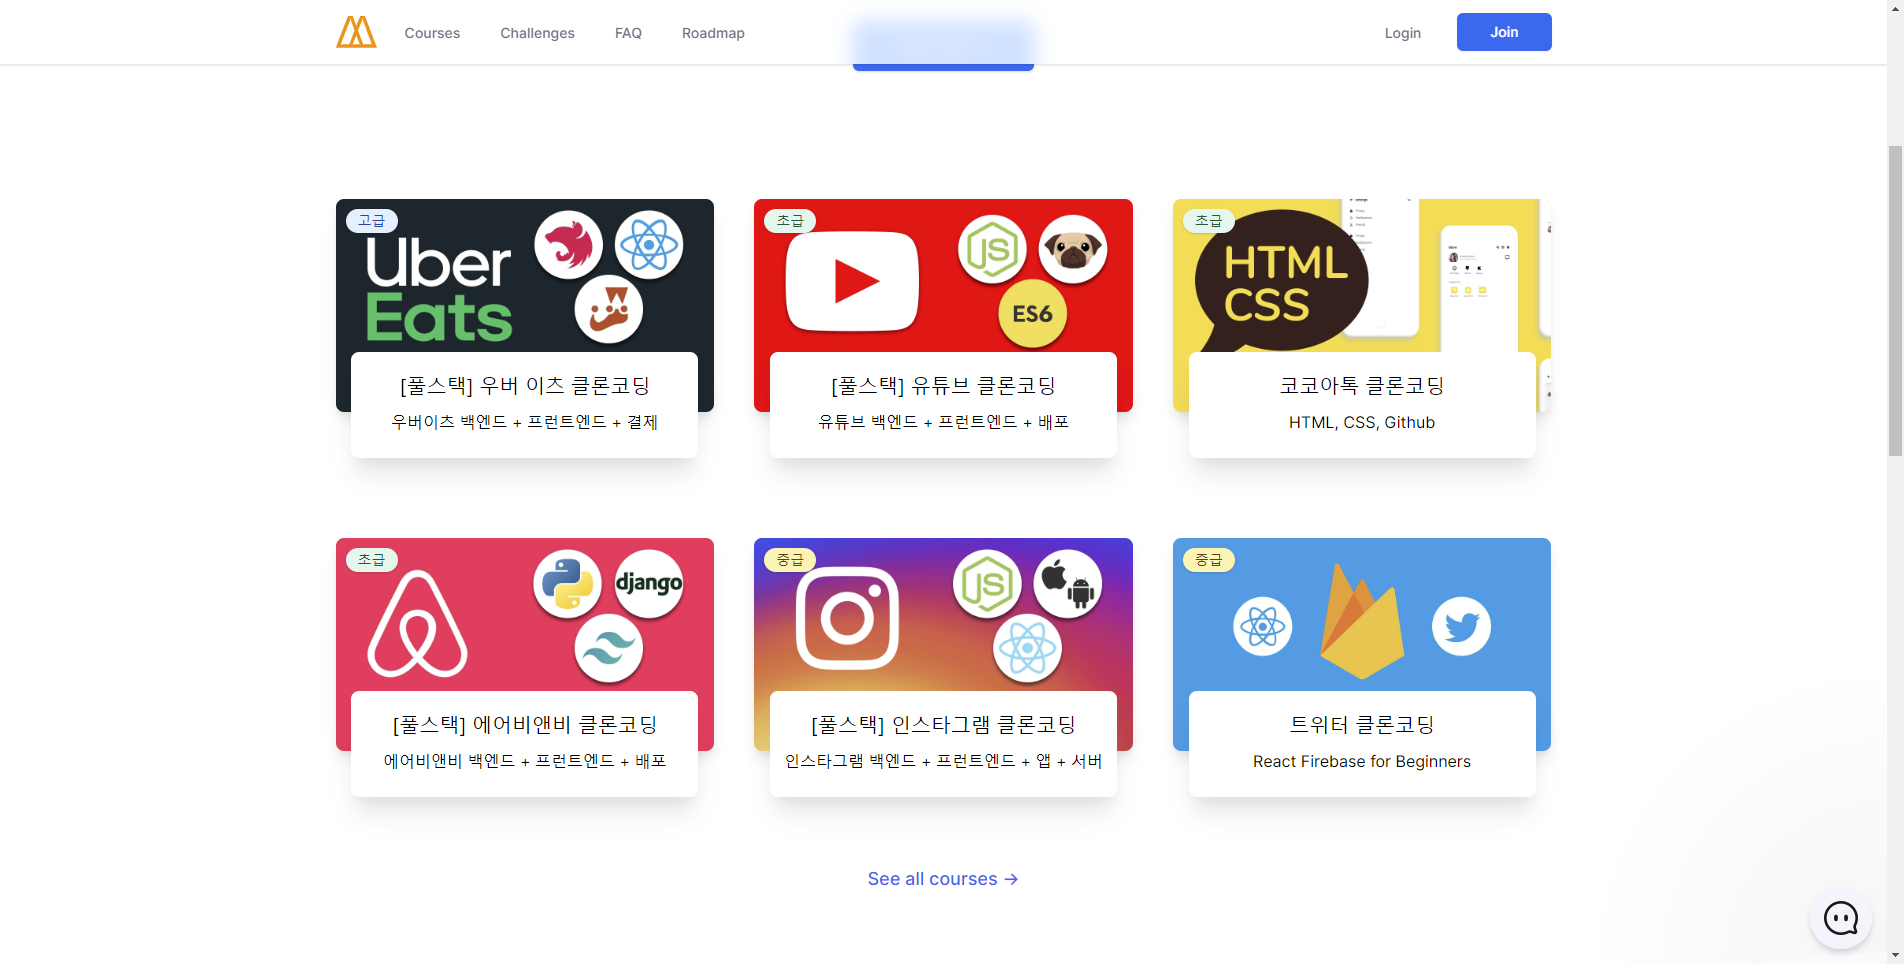 Courses
Challenges
FAQ
Roadmap
Login
Join
고급
Uber
Eats
[풀스택] 우버 이츠 클론코딩
우버이츠 백엔드 + 프런트엔드 + 결제
초급
JS
ES6
[풀스택] 유튜브 클론코딩
유튜브 백엔드 + 프런트엔드 + 배포
초급
HTML
CSS
코코아톡 클론코딩
HTML, CSS, Github
초급
django
[풀스택] 에어비앤비 클론코딩
에어비앤비 백엔드 + 프런트엔드 + 배포
중급
JS
[풀스택] 인스타그램 클론코딩
인스타그램 백엔드 + 프런트엔드 + 앱 + 서버
중급
트위터 클론코딩
React Firebase for Beginners
See all courses →